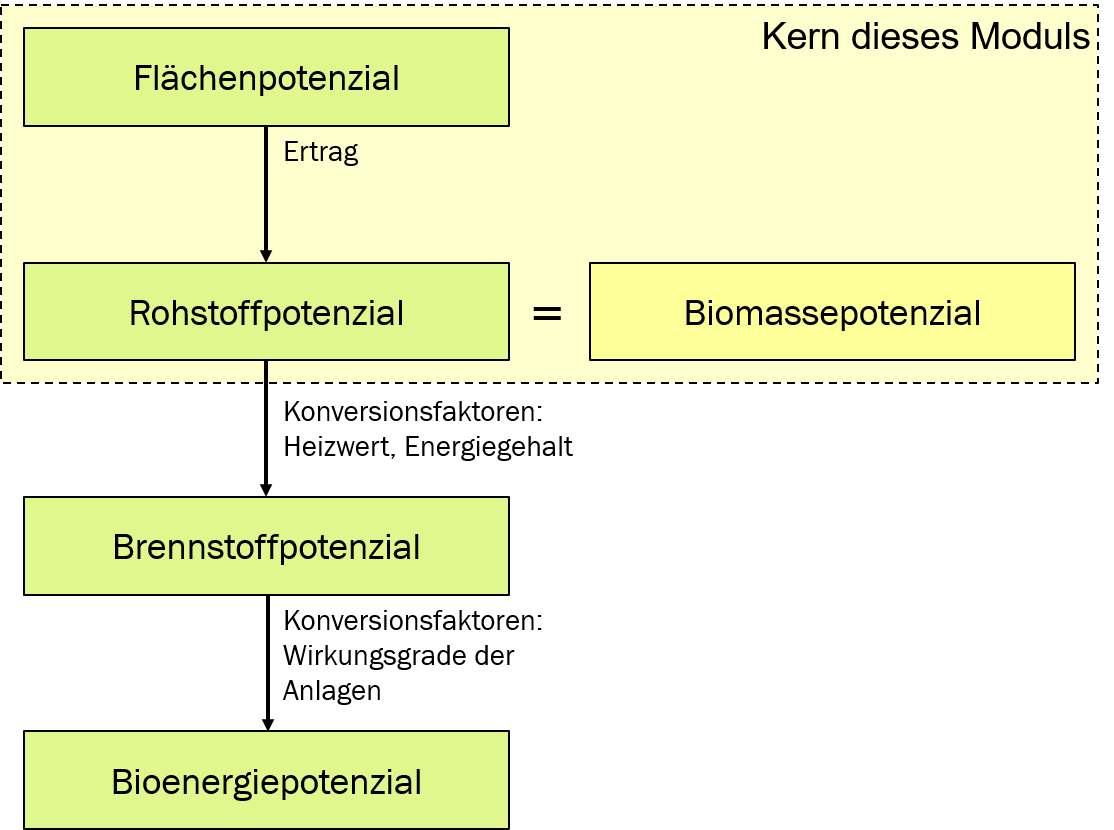 Kern dieses Moduls
Flächenpotenzial
Ertrag
Rohstoffpotenzial
=
Biomassepotenzial
Konversionsfaktoren:
Heizwert, Energiegehalt
Brennstoffpotenzial
Konversionsfaktoren:
Wirkungsgrade der
Anlagen
Bioenergiepotenzial